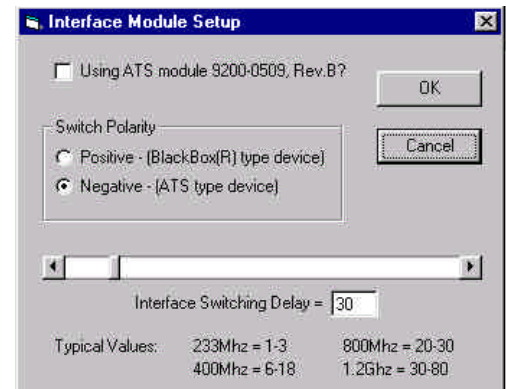 Interface Module Setup
Using ATS module 9200-0509, Rev.B?
OK
Switch Polarity
Cancel
Positive - (BlackBox(R) type device)
Negative - (ATS type device)
Interface Switching Delay = 30
Typical Values: 233Mhz = 1-3 800Mhz = 20-30
400Mhz = 6-18 1.2Ghz = 30-80